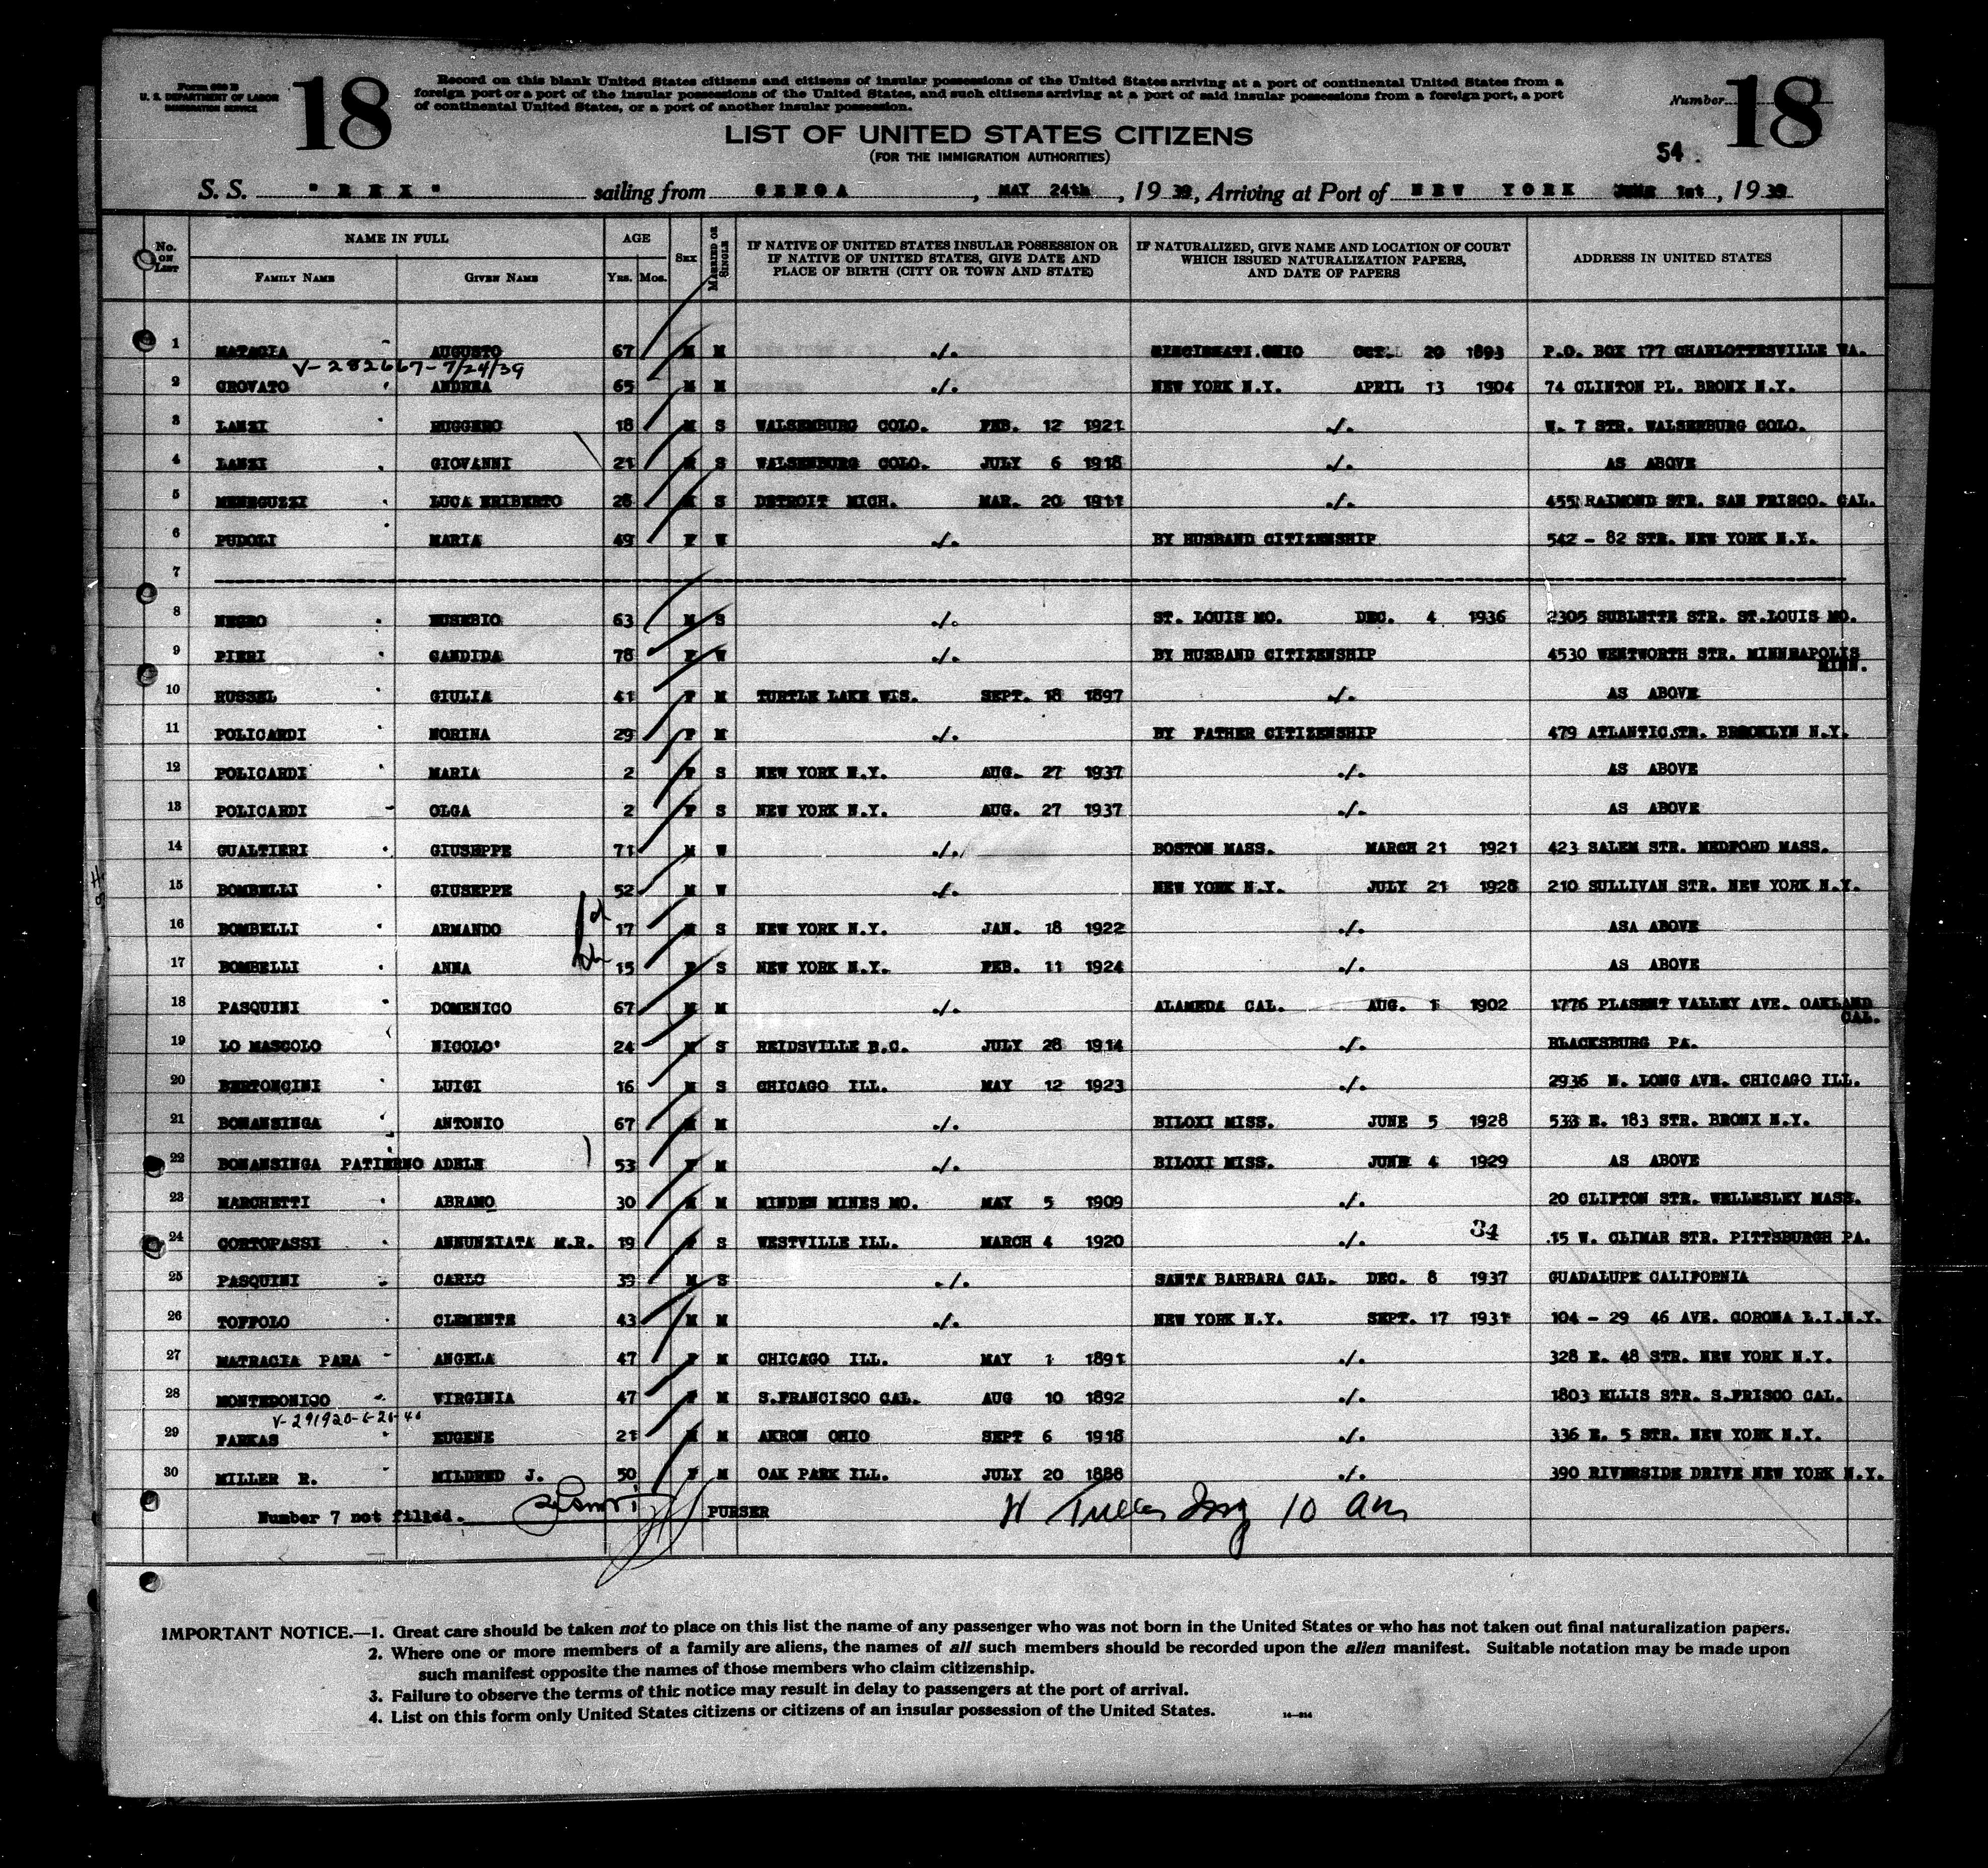 Form 630 B
U. S. DEPARTMENT OF LABOR
IMMIGRATION SERVICE
18
Record on this blank United States citizens and citizens of insular possessions of the United States arriving at a port of continental United States from a
foreign port or a port of the insular possessions of the United States, and such citizens arriving at a port of said insular possessions from a foreign port, a port
of continental United States, or a port of another insular possession.
Number 18
LIST OF UNITED STATES CITIZENS
(FOR THE IMMIGRATION AUTHORITIES)
54.
S. S. "REX" sailing from GENOA, MAY 24th, 1939, Arriving at Port of NEW YORK JUNE 1st, 1939
No. ON LIST
NAME IN FULL
FAMILY NAME GIVEN NAME
AGE
YRS. MOS.
SEX
MARRIED OR SINGLE
IF NATIVE OF UNITED STATES INSULAR POSSESSION OR
IF NATIVE OF UNITED STATES, GIVE DATE AND
PLACE OF BIRTH (CITY OR TOWN AND STATE)
IF NATURALIZED, GIVE NAME AND LOCATION OF COURT
WHICH ISSUED NATURALIZATION PAPERS,
AND DATE OF PAPERS
ADDRESS IN UNITED STATES
1 MATACIA AUGUSTO 67 M M ./. CINCINNATI.OHIO OCT. 20 1893 P.O. BOX 177 CHARLOTTESVILLE VA.
V-282667-7/24/39
2 GROVATO ANDREA 65 M M ./. NEW YORK N.Y. APRIL 13 1904 74 CLINTON PL. BRONX N.Y.
3 LANZI RUGGERO 18 M S WALSEMBURG COLO. FEB. 12 1921 ./. W. 7 STR. WALSERBURG COLO.
4 LANZI GIOVANNI 21 M S WALSENBURG COLO. JULY 6 1918 ./. AS ABOVE
5 MENEGUZZI LUCA ERIBERTO 28 M S DETROIT MICH. MAR. 20 1911 ./. 455 RAIMOND STR. SAN FRISCO. CAL.
6 PUDOLI MARIA 49 F W ./. BY HUSBAND CITIZENSHIP 542 - 82 STR. NEW YORK N.Y.
7
8 NEGRO EUSEBIO 63 M S ./. ST. LOUIS MO. DEC. 4 1936 2305 SUBLETTE STR. ST.LOUIS MO.
9 PIERI CANDIDA 78 F W ./. BY HUSBAND CITIZENSHIP 4530 WENTWORTH STR. MINNEAPOLIS
MINN.
10 RUSSEL GIULIA 41 F M TURTLE LAKE WIS. SEPT. 18 1897 ./. AS ABOVE
11 POLICARDI NORINA 29 F M ./. BY FATHER CITIZENSHIP 479 ATLANTIC STR. BROOKLYN N.Y.
12 POLICARDI MARIA 2 F S NEW YORK N.Y. AUG. 27 1937 ./. AS ABOVE
13 POLICARDI OLGA 2 F S NEW YORK N.Y. AUG. 27 1937 ./. AS ABOVE
14 GUALTIERI GIUSEPPE 71 M W ./. BOSTON MASS. MARCH 21 1921 423 SALEM STR. MEDFORD MASS.
15 BOMBELLI GIUSEPPE 52 M W ./. NEW YORK N.Y. JULY 21 1928 210 SULLIVAN STR. NEW YORK N.Y.
16 BOMBELLI ARMANDO 17 M S NEW YORK N.Y. JAN. 18 1922 ./. ASA ABOVE
17 BOMBELLI ANNA 15 F S NEW YORK N.Y. FEB. 11 1924 ./. AS ABOVE
18 PASQUINI DOMENICO 67 M M ./. ALAMEDA CAL. AUG. 1 1902 1776 PLASENT VALLEY AVE. OAKLAND
CAL.
19 LO MASCOLO NICOLO' 24 M S REIDSVILLE N.C. JULY 28 1914 ./. BLACKSBURG PA.
20 BERTONCINI LUIGI 16 M S CHICAGO ILL. MAY 12 1923 ./. 2936 N. LONG AVE. CHICAGO ILL.
21 BONANSINGA ANTONIO 67 M M ./. BILOXI MISS. JUNE 5 1928 533 E. 183 STR. BRONX N.Y.
22 BONANSINGA PATIERNO ADELE 53 F M ./. BILOXI MISS. JUNE 4 1929 AS ABOVE
23 MARCHETTI ABRAMO 30 M M MINDEN MINES MO. MAY 5 1909 ./. 20 CLIFTON STR. WELLESLEY MASS.
34
24 CORTOPASSI ANNUNZIATA M.R. 19 F S WESTVILLE ILL. MARCH 4 1920 ./. 15 W. CLIMAR STR. PITTSBURGH PA.
25 PASQUINI CARLO 39 M S ./. SANTA BARBARA CAL. DEC. 8 1937 GUADALUPE CALIFORNIA
26 TOFFOLO CLEMENTE 43 M M ./. NEW YORK N.Y. SEPT. 17 1931 104 - 29 46 AVE. CORONA L.I.N.Y.
27 MATRACIA PARA ANGELA 47 F M CHICAGO ILL. MAY 1 1891 ./. 328 E. 48 STR. NEW YORK N.Y.
28 MONTEDONICO VIRGINIA 47 F M S.FRANCISCO CAL. AUG 10 1892 ./. 1803 ELLIS STR. S.FRISCO CAL.
V-291920-6-26-40
29 FARKAS EUGENE 21 M M AKRON OHIO SEPT 6 1918 ./. 336 E. 5 STR. NEW YORK N.Y.
30 MILLER R. MILDRED J. 50 F M OAK PARK ILL. JULY 20 1888 ./. 390 RIVERSIDE DRIVE NEW YORK N.Y.
Number 7 not filled. PURSER 10 am
IMPORTANT NOTICE.—1. Great care should be taken not to place on this list the name of any passenger who was not born in the United States or who has not taken out final naturalization papers.
2. Where one or more members of a family are aliens, the names of all such members should be recorded upon the alien manifest. Suitable notation may be made upon
such manifest opposite the names of those members who claim citizenship.
3. Failure to observe the terms of this notice may result in delay to passengers at the port of arrival.
4. List on this form only United States citizens or citizens of an insular possession of the United States.
14—814